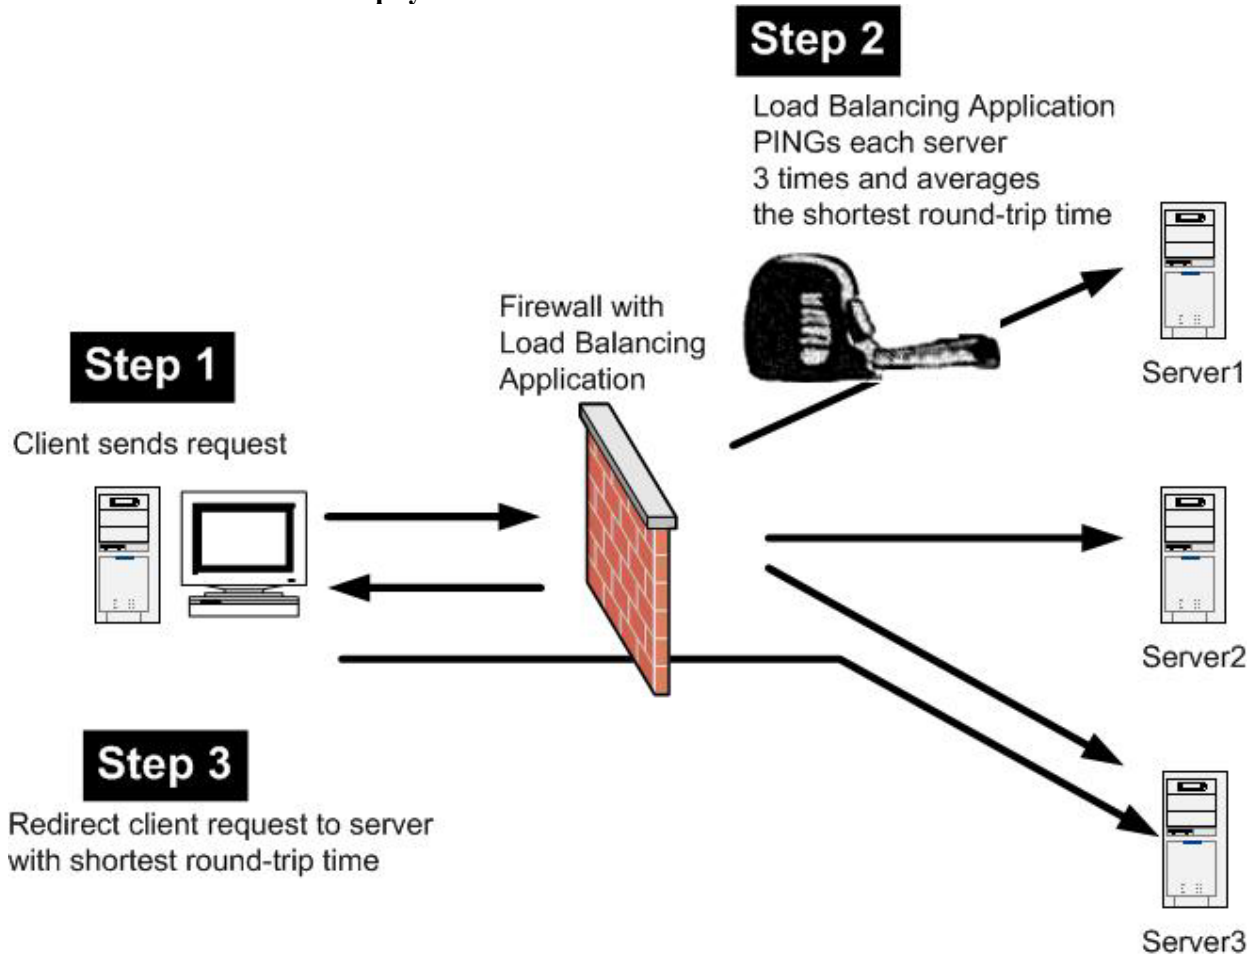 Step 1
Client sends request
Firewall with
Load Balancing
Application
Step 2
Load Balancing Application
PINGs each server
3 times and averages
the shortest round-trip time
Server1
Server2
Server3
Step 3
Redirect client request to server
with shortest round-trip time